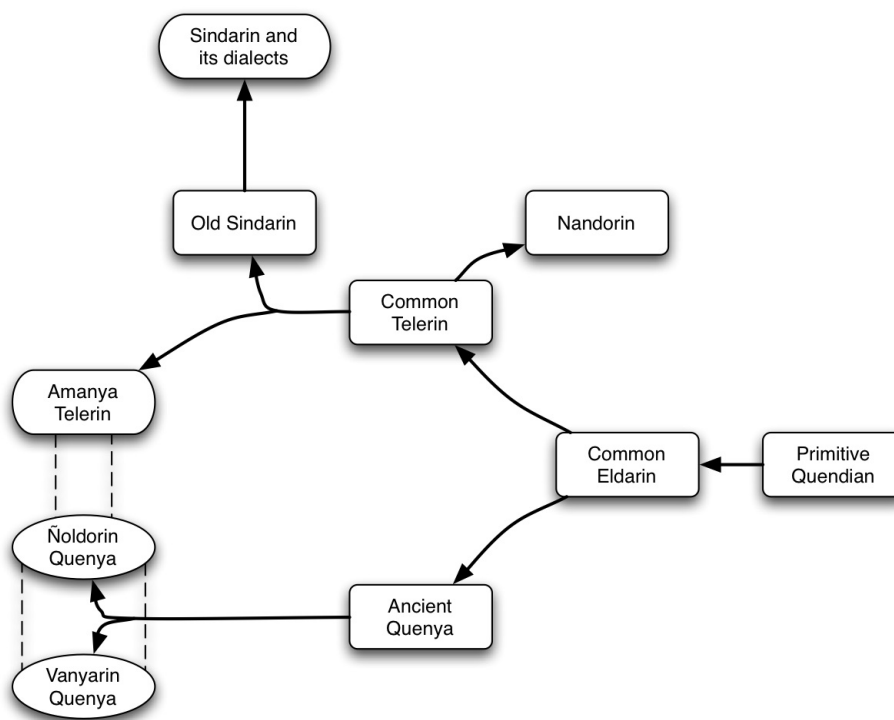 Sindarin and
its dialects
Old Sindarin
Nandorin
Common
Telerin
Amanya
Telerin
Common
Eldarin
Primitive
Quendian
Ñoldorin
Quenya
Ancient
Quenya
Vanyarin
Quenya